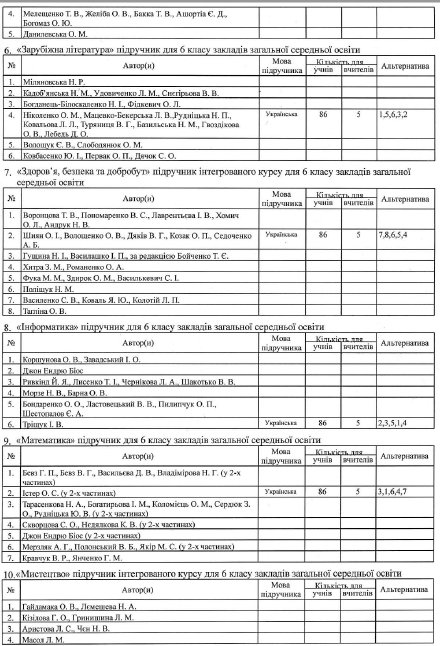 4. Мелещенко Т. В., Желіба О. В., Бакка Т. В., Ашортіа Є. Д.,
Богомаз О. Ю.
5. Данилевська О. М.
6. «Зарубіжна література» підручник для 6 класу закладів загальної середньої освіти
№ Автор(и) Мова підручника Кількість для учнів вчителів Альтернатива
1. Міляновська Н. Р.
2. Кадоб'янська Н. М., Удовиченко Л. М., Снєгірьова В. В.
3. Богданець-Білоскаленко Н. І., Фідкевич О. Л.
4. Ніколенко О. М., Мацевко-Бекерська Л. В.,Рудніцька Н. П., Українська 86 5 1,5,6,3,2
Ковальова Л. Л., Туряниця В. Г., Базильська Н. М., Гвоздікова
О. В., Лебедь Д. О.
5. Волощук Є. В., Слободянюк О. М.
6. Ковбасенко Ю. І., Первак О. П., Дячок С. О.
7. «Здоров'я, безпека та добробут» підручник інтегрованого курсу для 6 класу закладів загальної
середньої освіти
№ Автор(и) Мова підручника Кількість для учнів вчителів Альтернатива
1. Воронцова Т. В., Пономаренко В. С., Лаврентьєва І. В., Хомич
О. Л., Андрук Н. В.
2. Шиян О. І., Волощенко О. В., Дяків В. Г., Козак О. П., Седоченко Українська 86 5 7,8,6,5,4
А. Б.
3. Гущина Н. І., Василашко І. П., за редакцією Бойченко Т. Є.
4. Хитра З. М., Романенко О. А.
5. Фука М. М., Здирок О. М., Василькевич С. І.
6. Поліщук Н. М.
7. Василенко С. В., Коваль Я. Ю., Колотій Л. П.
8. Тагліна О. В.
8. «Інформатика» підручник для 6 класу закладів загальної середньої освіти
№ Автор(и) Мова підручника Кількість для учнів вчителів Альтернатива
1. Коршунова О. В., Завадський І. О.
2. Джон Ендрю Біос
3. Ривкінд Й. Я., Лисенко Т. І., Чернікова Л. А., Шакотько В. В.
4. Морзе Н. В., Барна О. В.
5. Бондаренко О. О., Ластовецький В. В., Пилипчук О. П.,
Шестопалов Є. А.
6. Тріщук І. В. Українська 86 5 2,3,5,1,4
9. «Математика» підручник для 6 класу закладів загальної середньої освіти
№ Автор(и) Мова підручника Кількість для учнів вчителів Альтернатива
1. Бевз Г. П., Бевз В. Г., Васильєва Д. В., Владімірова Н. Г. (у 2-х
частинах)
2. Істер О. С. (у 2-х частинах) Українська 86 5 3,1,6,4,7
3. Тарасенкова Н. А., Богатирьова І. М., Коломієць О. М., Сердюк З.
О., Рудніцька Ю. В. (у 2-х частинах)
4. Скворцова С. О., Нєдялкова К. В. (у 2-х частинах)
5. Джон Ендрю Біос (у 2-х частинах)
6. Мерзляк А. Г., Полонський В. Б., Якір М. С. (у 2-х частинах)
7. Кравчук В. Р., Янченко Г. М.
10.«Мистецтво» підручник інтегрованого курсу для 6 класу закладів загальної середньої освіти
№ Автор(и) Мова підручника Кількість для учнів вчителів Альтернатива
1. Гайдамака О. В., Лємешева Н. А.
2. Кізілова Г. О., Гринишина Л. М.
3. Аристова Л. С., Чєн Н. В.
4. Масол Л. М.